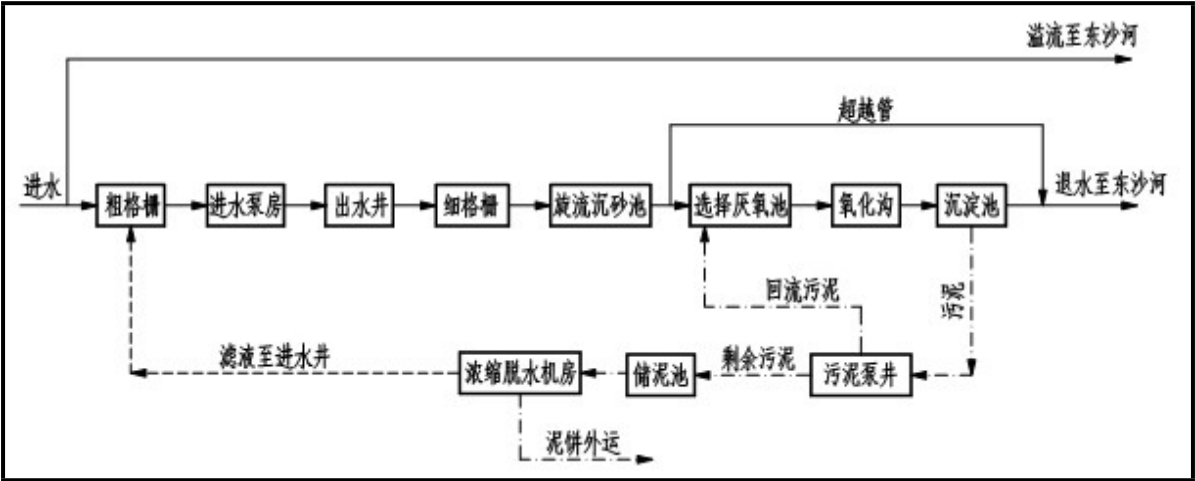 溢流至东沙河
超越管
进水
粗格栅
进水泵房
出水井
细格栅
旋流沉砂池
选择厌氧池
氧化沟
沉淀池
退水至东沙河
回流污泥
污泥
滤液至进水井
浓缩脱水机房
储泥池
剩余污泥
污泥泵井
泥饼外运